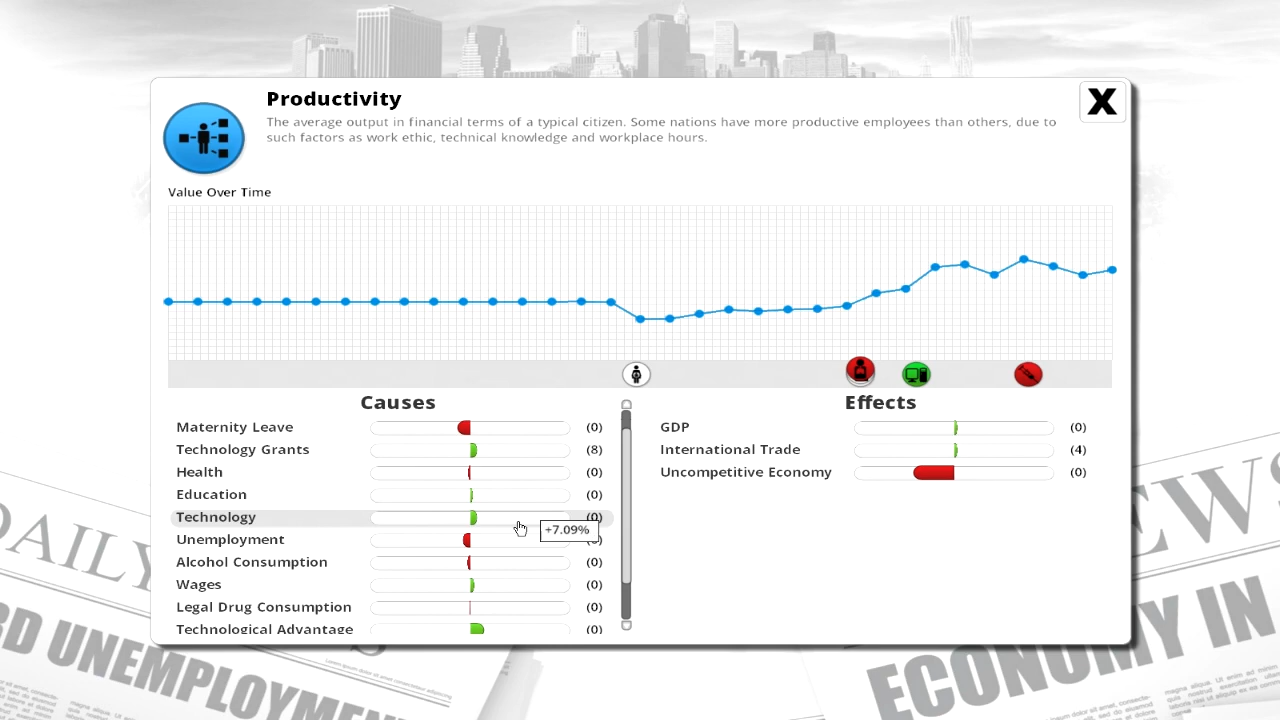 Productivity
X
The average output in financial terms of a typical citizen. Some nations have more productive employees than others, due to
such factors as work ethic, technical knowledge and workplace hours.
Value Over Time
Causes
Maternity Leave (0)
Technology Grants (8)
Health (0)
Education (0)
Technology (0)
+7.09%
Unemployment
Alcohol Consumption (0)
Wages (0)
Legal Drug Consumption (0)
Technological Advantage (0)
Effects
GDP (0)
International Trade (4)
Uncompetitive Economy (0)
DAILY
UNEMPLOYMEN
EWS
ECONOMY IN